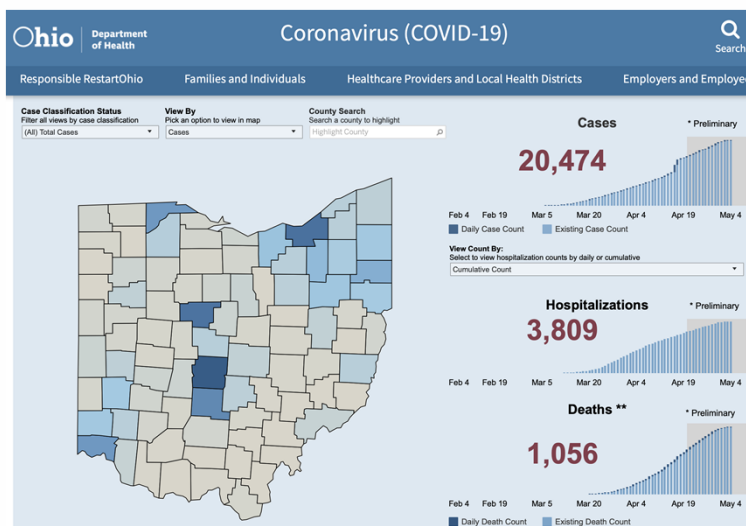 Ohio
Department
of Health
Coronavirus (COVID-19)
Search
Responsible RestartOhio
Families and Individuals
Healthcare Providers and Local Health Districts
Employers and Employee
Case Classification Status
Filter all views by case classification
(All) Total Cases
View By
Pick an option to view in map
Cases
County Search
Search a county to highlight
Highlight County
Cases
* Preliminary
20,474
Feb 4 Feb 19 Mar 5 Mar 20 Apr 4 Apr 19 May 4
Daily Case Count Existing Case Count
View Count By:
Select to view hospitalization counts by daily or cumulative
Cumulative Count
Hospitalizations
* Preliminary
3,809
Feb 4 Feb 19 Mar 5 Mar 20 Apr 4 Apr 19 May 4
Deaths **
* Preliminary
1,056
Feb 4 Feb 19 Mar 5 Mar 20 Apr 4 Apr 19 May 4
Daily Death Count Existing Death Count